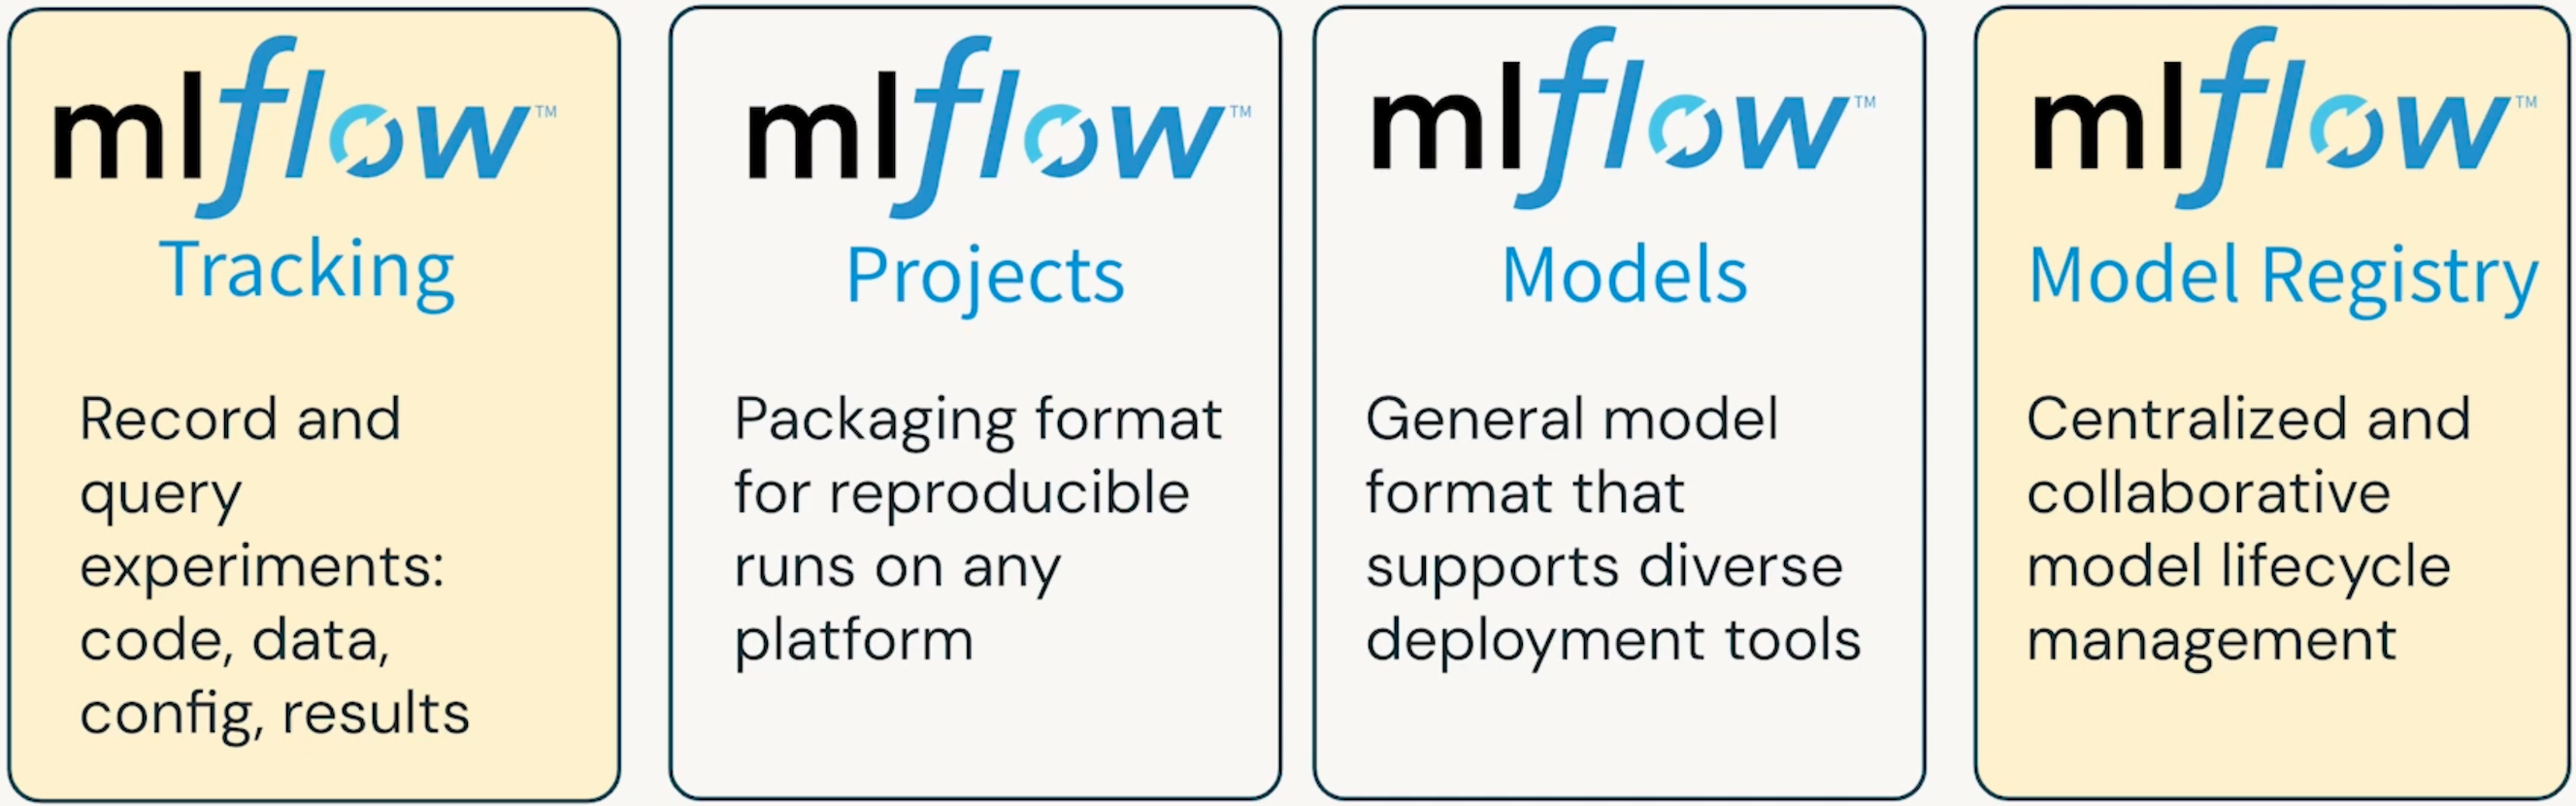 mlflow™
Tracking
Record and
query
experiments:
code, data,
config, results
mlflow™
Projects
Packaging format
for reproducible
runs on any
platform
mlflow™
Models
General model
format that
supports diverse
deployment tools
mlflow™
Model Registry
Centralized and
collaborative
model lifecycle
management